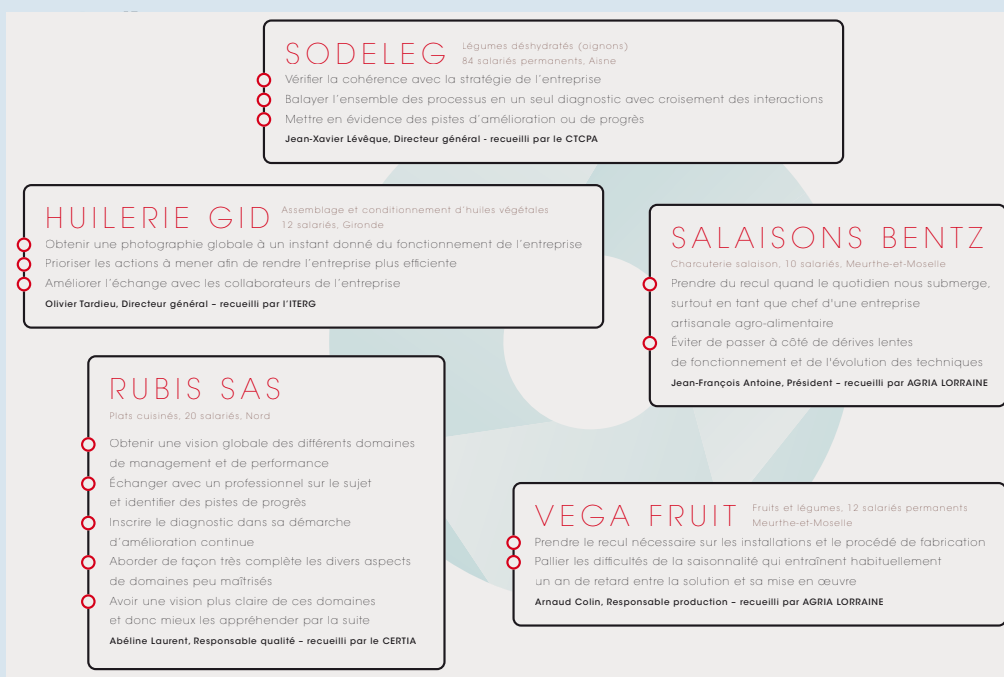 SODELEG
Légumes déshydratés (oignons)
84 salariés permanents, Aisne
Vérifier la cohérence avec la stratégie de l'entreprise
Balayer l'ensemble des processus en un seul diagnostic avec croisement des interactions
Mettre en évidence des pistes d'amélioration ou de progrès
Jean-Xavier Lévêque, Directeur général - recueilli par le CTCPA
HUILERIE GID
Assemblage et conditionnement d'huiles végétales
12 salariés, Gironde
Obtenir une photographie globale à un instant donné du fonctionnement de l'entreprise
Prioriser les actions à mener afin de rendre l'entreprise plus efficiente
Améliorer l'échange avec les collaborateurs de l'entreprise
Olivier Tardieu, Directeur général – recueilli par l'ITERG
SALAISONS BENTZ
Charcuterie salaison, 10 salariés, Meurthe-et-Moselle
Prendre du recul quand le quotidien nous submerge,
surtout en tant que chef d'une entreprise
artisanale agro-alimentaire
Éviter de passer à côté de dérives lentes
de fonctionnement et de l'évolution des techniques
Jean-François Antoine, Président – recueilli par AGRIA LORRAINE
RUBIS SAS
Plats cuisinés, 20 salariés, Nord
Obtenir une vision globale des différents domaines
de management et de performance
Échanger avec un professionnel sur le sujet
et identifier des pistes de progrès
Inscrire le diagnostic dans sa démarche
d'amélioration continue
Aborder de façon très complète les divers aspects
de domaines peu maîtrisés
Avoir une vision plus claire de ces domaines
et donc mieux les appréhender par la suite
Abéline Laurent, Responsable qualité – recueilli par le CERTIA
VEGA FRUIT
Fruits et légumes, 12 salariés permanents
Meurthe-et-Moselle
Prendre le recul nécessaire sur les installations et le procédé de fabrication
Pallier les difficultés de la saisonnalité qui entraînent habituellement
un an de retard entre la solution et sa mise en œuvre
Arnaud Colin, Responsable production – recueilli par AGRIA LORRAINE